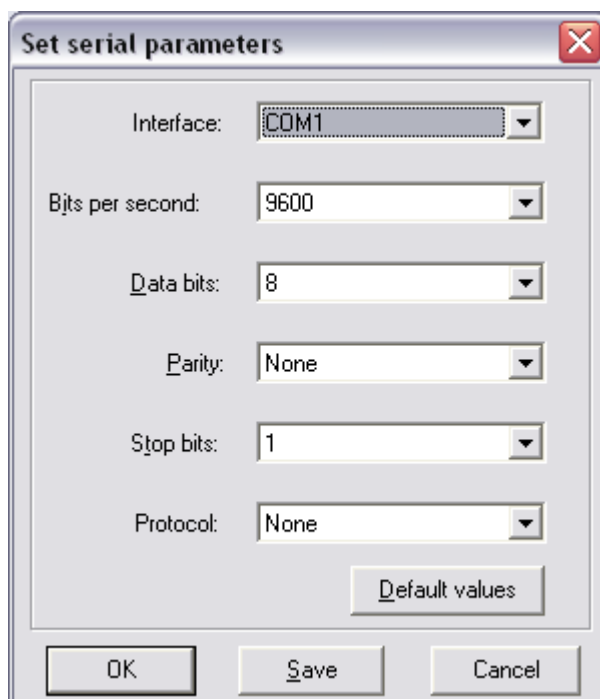 Set serial parameters
Interface: COM1
Bits per second: 9600
Data bits: 8
Parity: None
Stop bits: 1
Protocol: None
Default values
OK Save Cancel